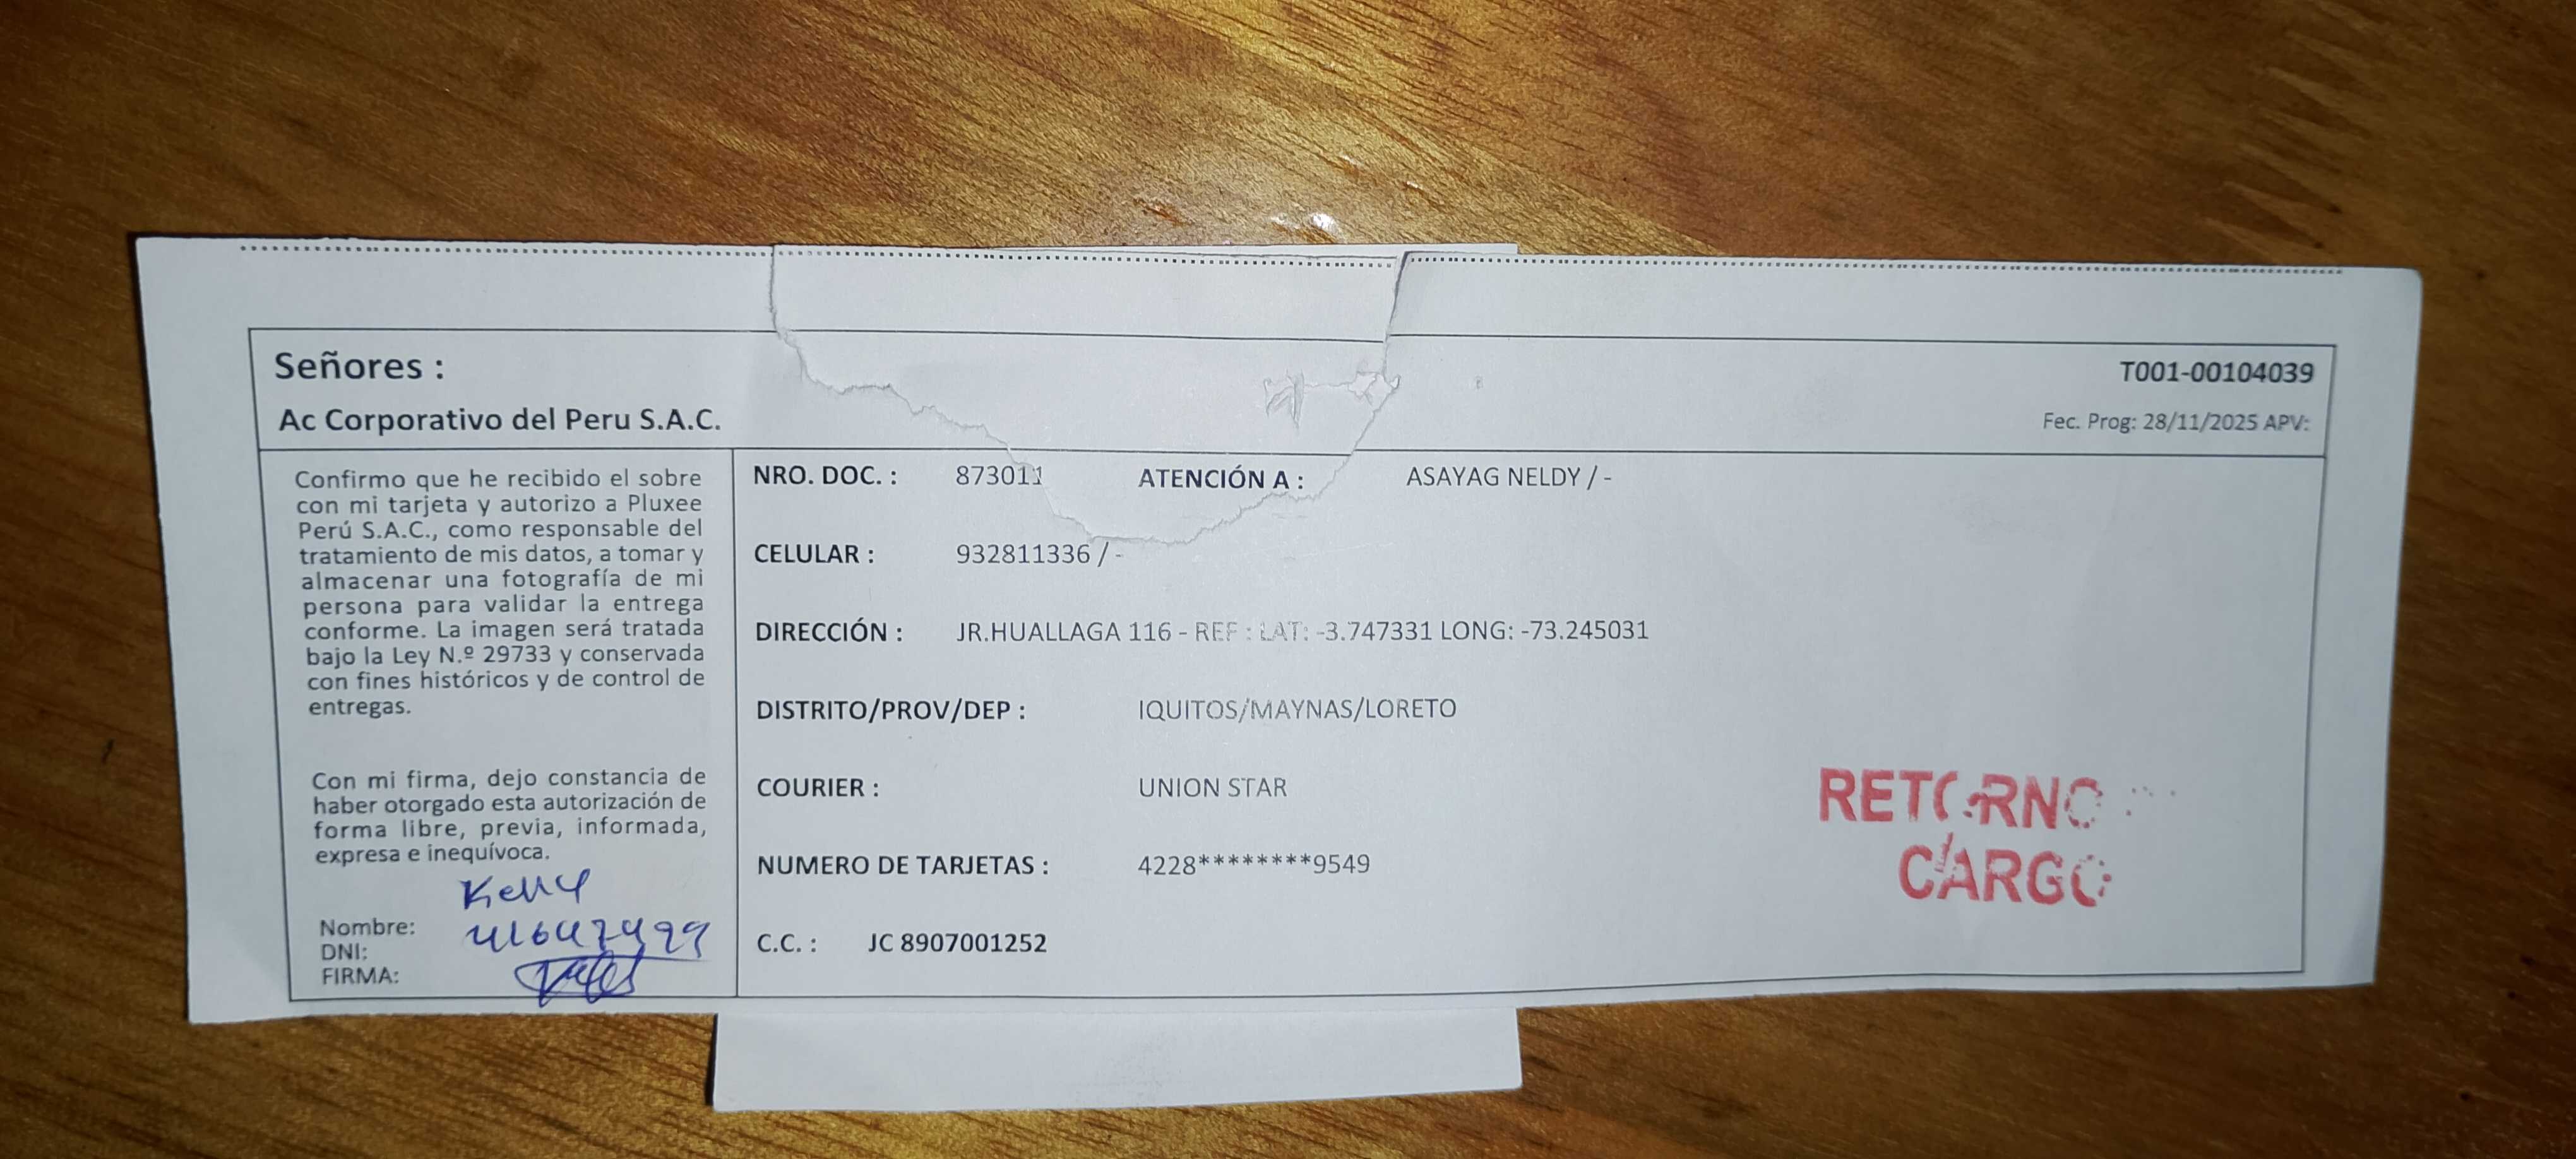 Señores :
T001-00104039
Ac Corporativo del Peru S.A.C.
Fec. Prog: 28/11/2025 APV:
Confirmo que he recibido el sobre
con mi tarjeta y autorizo a Pluxee
Perú S.A.C., como responsable del
tratamiento de mis datos, a tomar y
almacenar una fotografía de mi
persona para validar la entrega
conforme. La imagen será tratada
bajo la Ley N.º 29733 y conservada
con fines históricos y de control de
entregas.
Con mi firma, dejo constancia de
haber otorgado esta autorización de
forma libre, previa, informada,
expresa e inequívoca.
Kelly
Nombre:
DNI:
FIRMA:
NRO. DOC. : 873011 ATENCIÓN A : ASAYAG NELDY / -
CELULAR : 932811336 / -
DIRECCIÓN : JR.HUALLAGA 116 - REF : LAT: -3.747331 LONG: -73.245031
DISTRITO/PROV/DEP : IQUITOS/MAYNAS/LORETO
COURIER : UNION STAR
NUMERO DE TARJETAS : 4228********9549
C.C. : JC 8907001252
RETORNO
CARGO